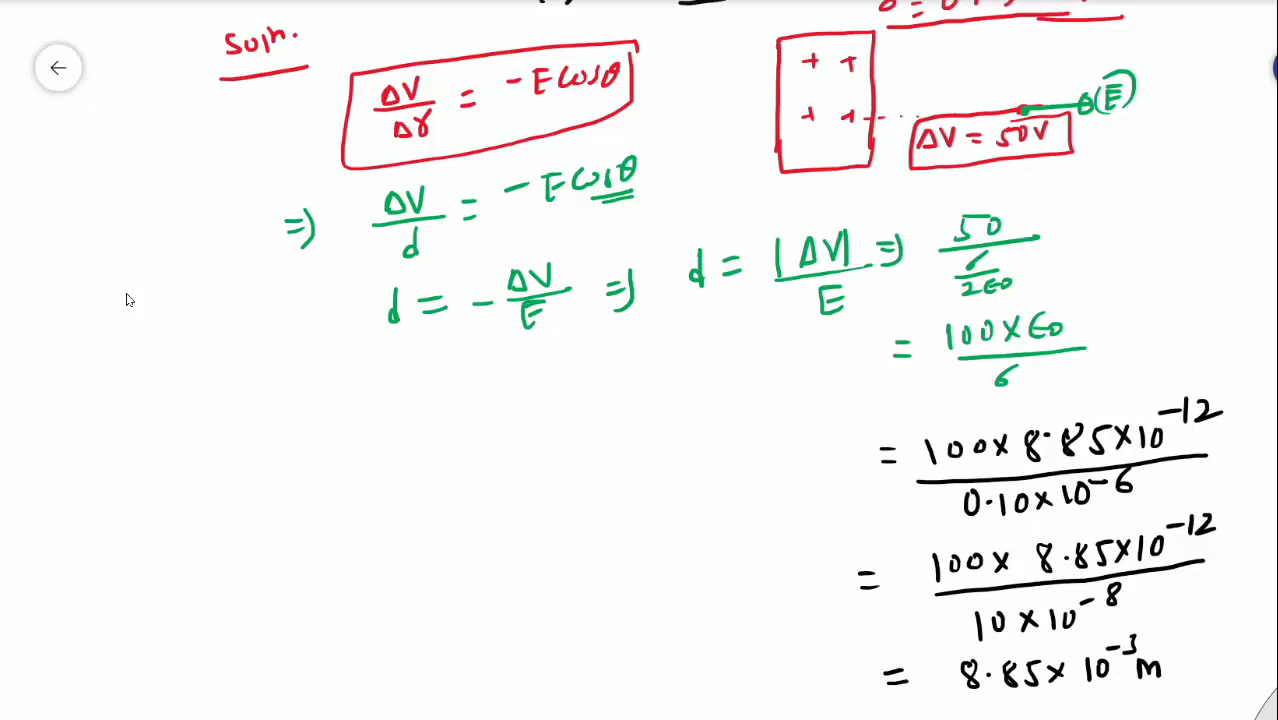 Soln.
ΔV/Δr = - E Cosθ
+ +
+ +
(E)
ΔV = 50V
=) ΔV/d = - E Cosθ
d = - ΔV/E =) d = |ΔV|/E =) 50/(σ/2ϵ0)
= 100 X ϵ0/σ
= 100 x 8.85 x 10^-12/0.10 x 10^-6
= 100 x 8.85 x 10^-12/10 x 10^-8
= 8.85 x 10^-3 m